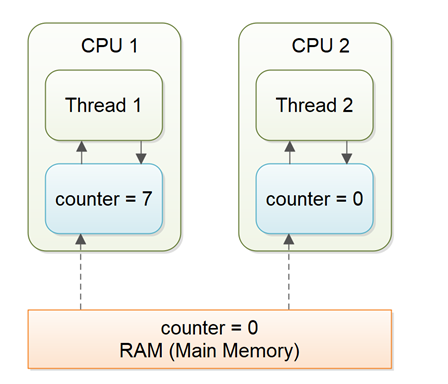 CPU 1
CPU 2
Thread 1
Thread 2
counter = 7
counter = 0
counter = 0
RAM (Main Memory)